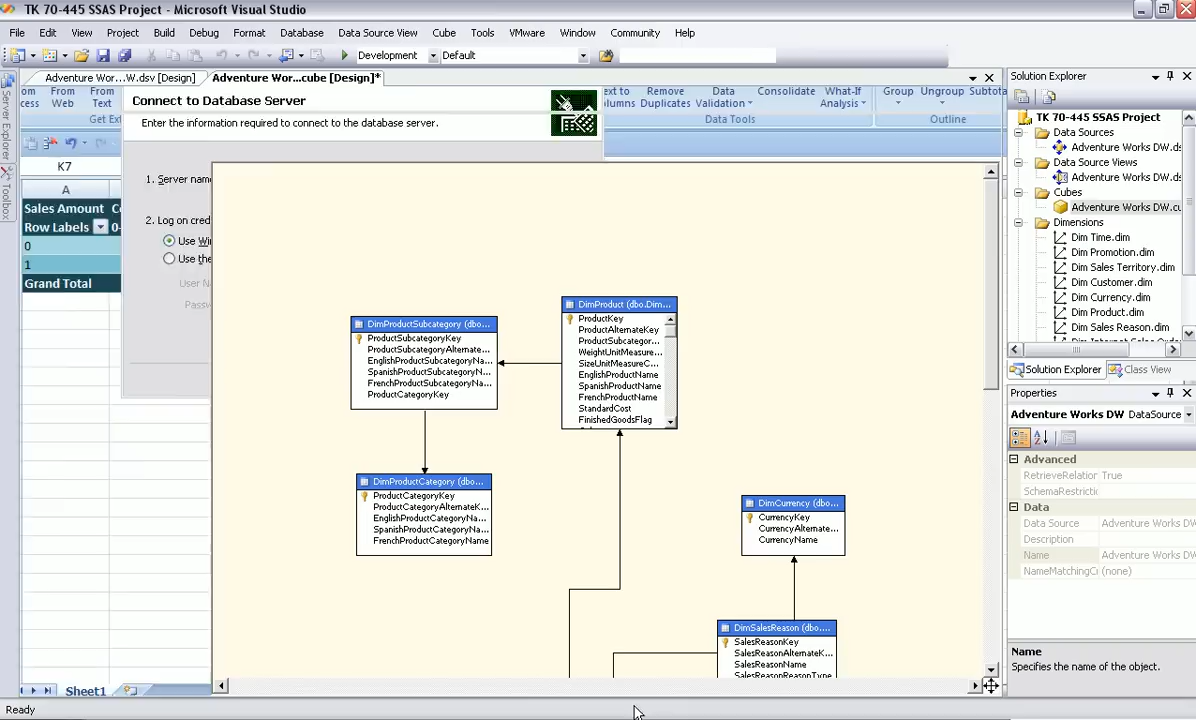 TK 70-445 SSAS Project - Microsoft Visual Studio
File Edit View Project Build Debug Format Database Data Source View Cube Tools VMware Window Community Help
Development Default
Adventure Wor...W.dsv [Design] Adventure Wor...cube [Design]*
Server Explorer
Toolbox
From Web
From Text
Connect to Database Server
Enter the information required to connect to the database server.
Remove Duplicates
Data Validation
Consolidate
What-If Analysis
Group
Ungroup
Subtota
Data Tools
Outline
K7
A
Sales Amount
Row Labels
0
1
Grand Total
1. Server nam
2. Log on cred
Use Wi
Use the
User N
Passw
DimProductSubcategory (dbo...
ProductSubcategoryKey
ProductSubcategoryAlternate...
EnglishProductSubcategoryNa...
SpanishProductSubcategoryNa...
FrenchProductSubcategoryNa...
ProductCategoryKey
DimProduct (dbo.Dim...
ProductKey
ProductAlternateKey
ProductSubcategor...
WeightUnitMeasure...
SizeUnitMeasureC...
EnglishProductName
SpanishProductName
FrenchProductName
StandardCost
FinishedGoodsFlag
DimProductCategory (dbo...
ProductCategoryKey
ProductCategoryAlternateK...
EnglishProductCategoryNa...
SpanishProductCategoryNa...
FrenchProductCategoryName
DimCurrency (dbo...
CurrencyKey
CurrencyAlternate...
CurrencyName
DimSalesReason (dbo....
SalesReasonKey
SalesReasonAlternateK...
SalesReasonName
SalesReasonReasonType
Sheet1
Ready
Solution Explorer
TK 70-445 SSAS Project
Data Sources
Adventure Works DW.ds
Data Source Views
Adventure Works DW.ds
Cubes
Adventure Works DW.cu
Dimensions
Dim Time.dim
Dim Promotion.dim
Dim Sales Territory.dim
Dim Customer.dim
Dim Currency.dim
Dim Product.dim
Dim Sales Reason.dim
Solution Explorer Class View
Properties
Adventure Works DW DataSource
Advanced
RetrieveRelation True
SchemaRestrictic
Data
Data Source Adventure Works DW
Description
Name Adventure Works DW
NameMatchingCr (none)
Name
Specifies the name of the object.